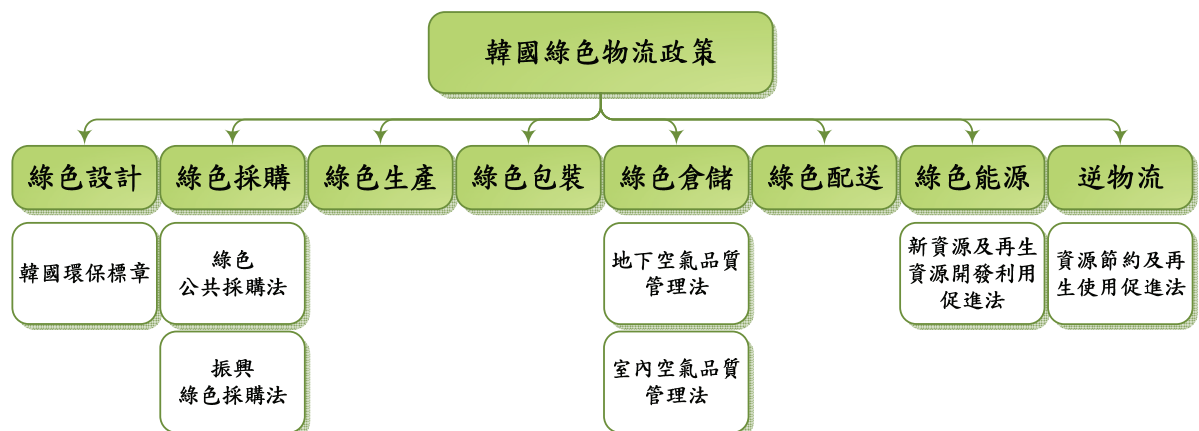 韓國綠色物流政策
綠色設計
綠色採購
綠色生產
綠色包裝
綠色倉儲
綠色配送
綠色能源
逆物流
韓國環保標章
綠色
公共採購法
地下空氣品質
管理法
新資源及再生
資源開發利用
促進法
資源節約及再
生使用促進法
振興
綠色採購法
室內空氣品質
管理法